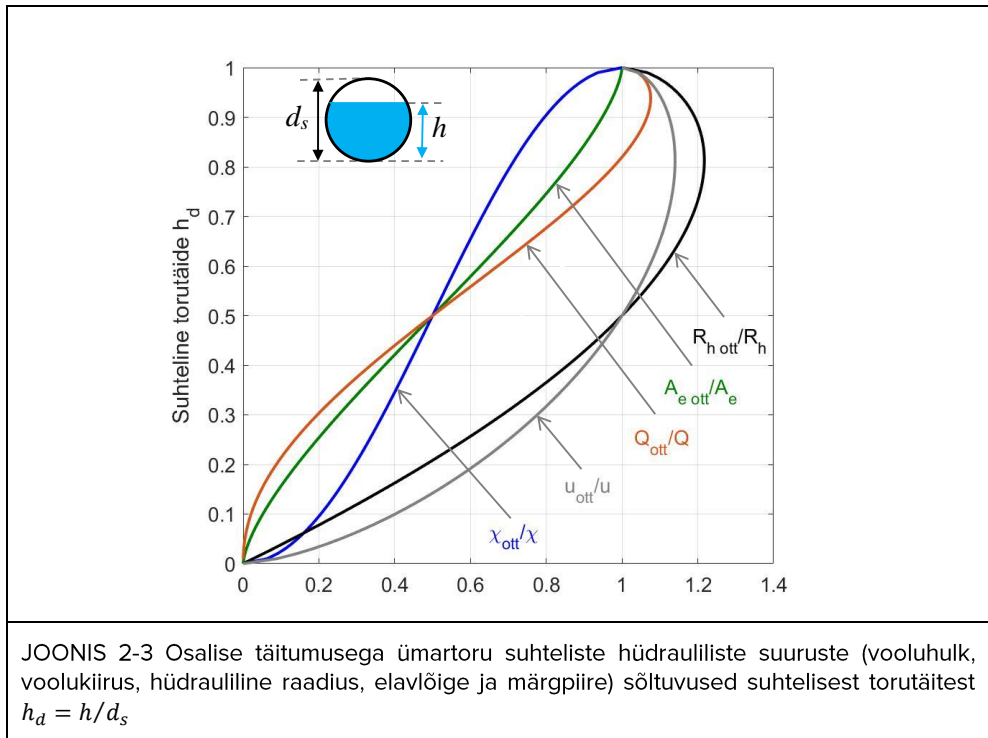 1
0.9
0.8
0.7
0.6
0.5
0.4
0.3
0.2
0.1
0
Suhteline torutäide h_d
d_s
h
R_h ott/R_h
A_e ott/A_e
Q_ott/Q
u_ott/u
χ_ott/χ
0 0.2 0.4 0.6 0.8 1 1.2 1.4
JOONIS 2-3 Osalise täitumusega ümartoru suhteliste hüdrauliliste suuruste (vooluhulk,
voolukiirus, hüdrauliline raadius, elavlõige ja märgpiire) sõltuvused suhtelisest torutäitest
h_d = h/d_s